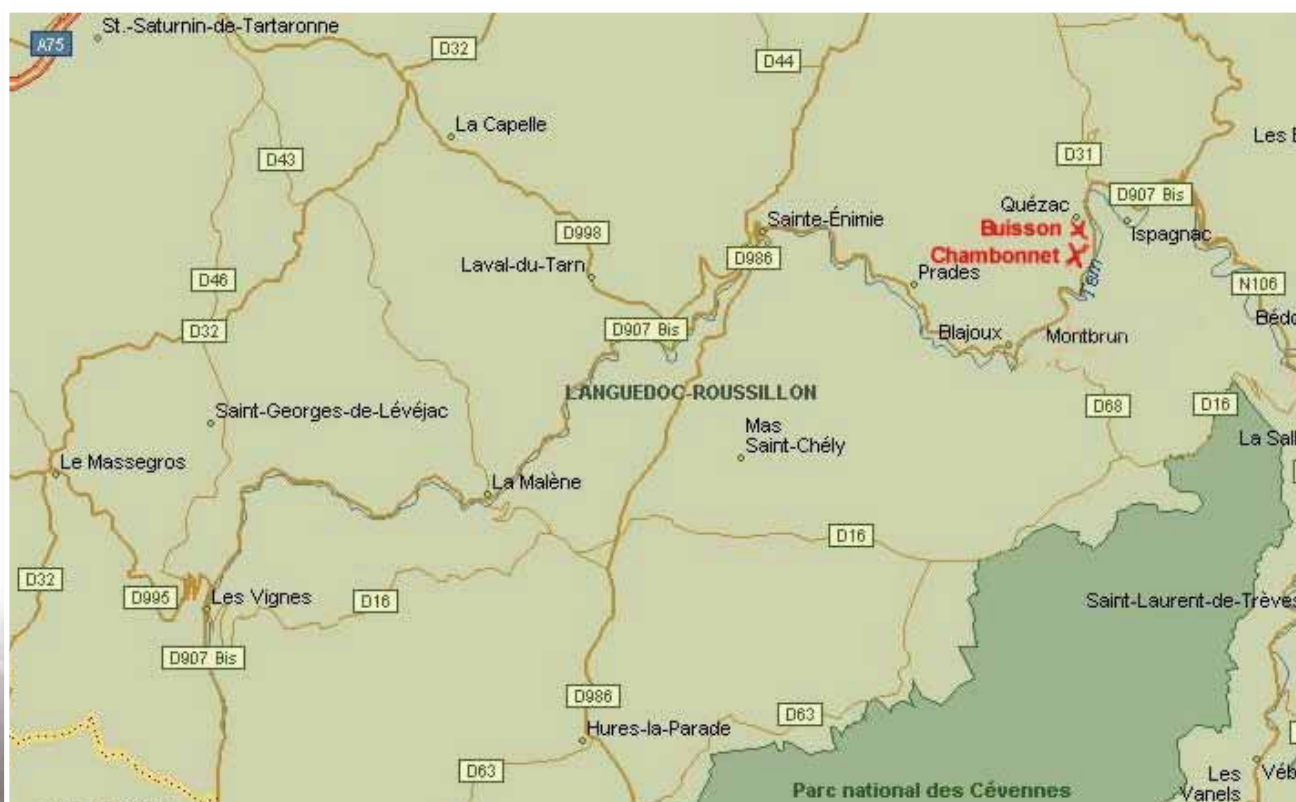 St.-Saturnin-de-Tartaronne
A75
D32
D44
La Capelle
Les
D43
D31
D907 Bis
Quézac
Sainte-Énimie
Buisson
Ispagnac
D998
Chambonnet
D986
Laval-du-Tarn
Prades
D46
Tarn
N106
D32
D907 Bis
Blajoux
Montbrun
LANGUEDOC-ROUSSILLON
Saint-Georges-de-Lévéjac
D68
D16
Mas
Saint-Chély
La Sall
Le Massegros
La Malène
D16
D32
D995
Les Vignes
D16
Saint-Laurent-de-Trèves
D907 Bis
D986
D63
Hures-la-Parade
D63
Parc national des Cévennes
Les
Vanels